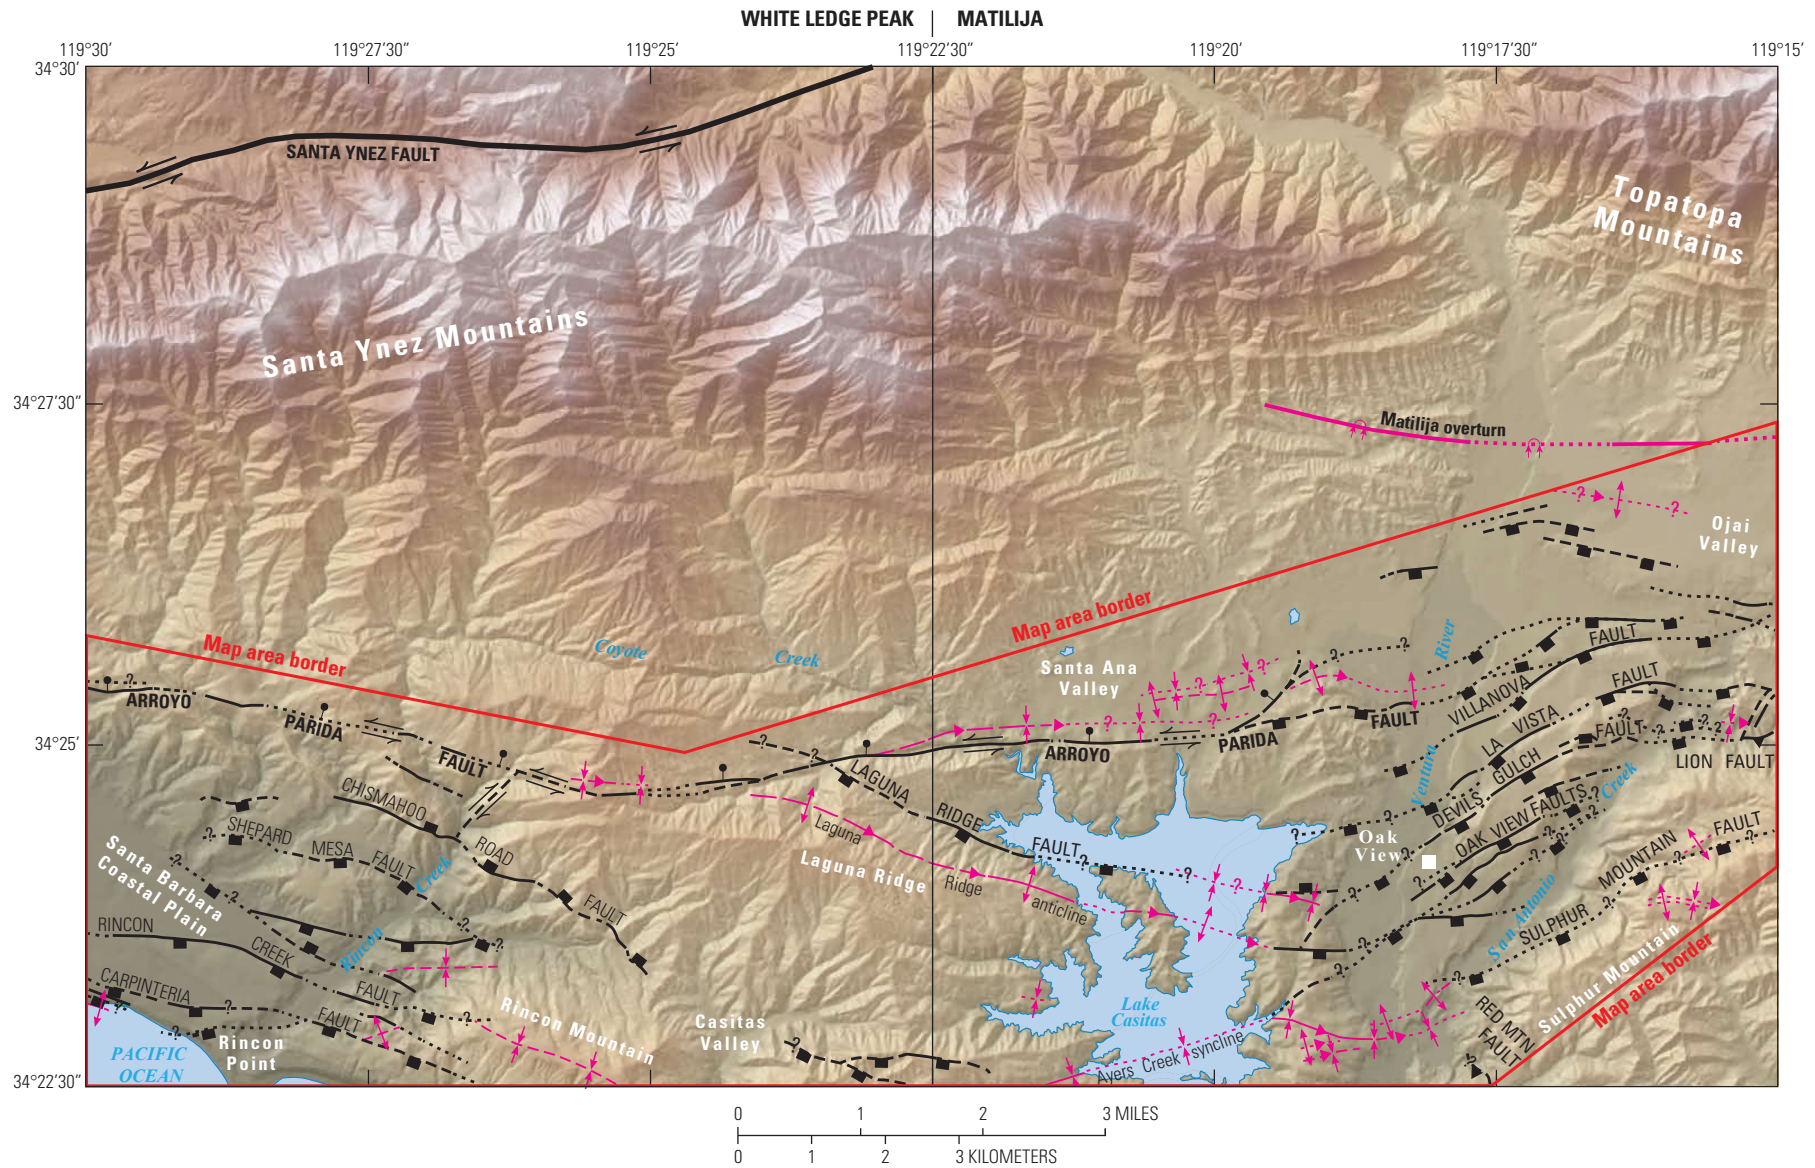 WHITE LEDGE PEAK | MATILIJA
119°30' 119°27'30" 119°25' 119°22'30" 119°20' 119°17'30" 119°15'
34°30'
SANTA YNEZ FAULT
Topatopa
Mountains
Santa Ynez Mountains
34°27'30"
Matilija overturn
Ojai
Valley
Map area border
Map area border
Coyote
Creek
Santa Ana
Valley
River
FAULT
VILLANOVA
ARROYO
PARIDA
FAULT
FAULT
LA VISTA
FAULT
FAULT
34°25'
ARROYO
PARIDA
LION FAULT
CHISMAHOO
LAGUNA
Ventura
GULCH
DEVILS
Creek
Laguna
RIDGE
OAK VIEW FAULTS
SHEPARD
MESA
FAULT
ROAD
FAULT
Oak
View
MOUNTAIN
FAULT
Santa Barbara
Coastal Plain
Creek
Laguna Ridge
Ridge
anticline
FAULT
San Antonio
SULPHUR
RINCON
CREEK
FAULT
Rincon
Sulphur Mountain
Map area border
CARPINTERIA
FAULT
Rincon Mountain
Casitas
Valley
Lake
Casitas
RED MTN
FAULT
Rincon
Point
PACIFIC
OCEAN
Ayers Creek syncline
34°22'30"
0 1 2 3 MILES
0 1 2 3 KILOMETERS